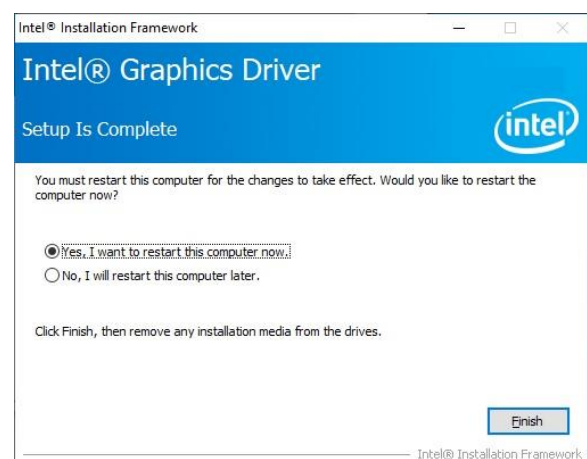 Intel® Installation Framework
Intel® Graphics Driver
Setup Is Complete
intel
You must restart this computer for the changes to take effect. Would you like to restart the
computer now?
Yes, I want to restart this computer now.
No, I will restart this computer later.
Click Finish, then remove any installation media from the drives.
Finish
Intel® Installation Framework